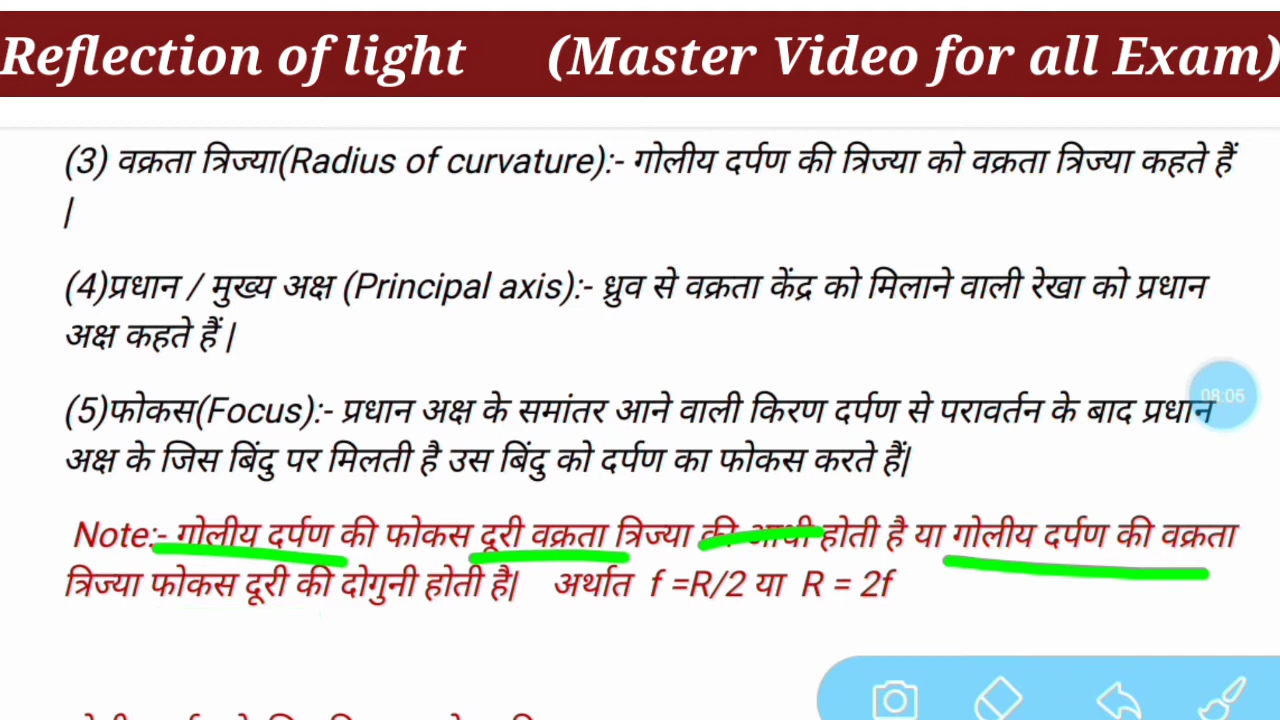 Reflection of light (Master Video for all Exam)
(3) वक्रता त्रिज्या(Radius of curvature):- गोलीय दर्पण की त्रिज्या को वक्रता त्रिज्या कहते हैं
|
(4)प्रधान / मुख्य अक्ष (Principal axis):- ध्रुव से वक्रता केंद्र को मिलाने वाली रेखा को प्रधान
अक्ष कहते हैं |
08:05
(5)फोकस(Focus):- प्रधान अक्ष के समांतर आने वाली किरण दर्पण से परावर्तन के बाद प्रधान
अक्ष के जिस बिंदु पर मिलती है उस बिंदु को दर्पण का फोकस करते हैं|
Note:- गोलीय दर्पण की फोकस दूरी वक्रता त्रिज्या की आधी होती है या गोलीय दर्पण की वक्रता
त्रिज्या फोकस दूरी की दोगुनी होती है| अर्थात f =R/2 या R = 2f